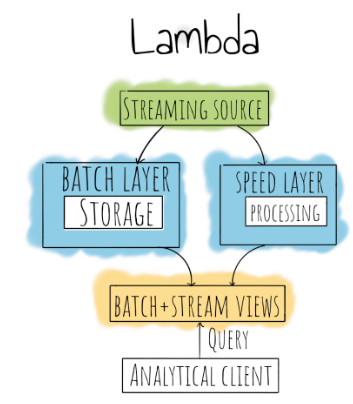 Lambda
STREAMING SOURCE
BATCH LAYER
STORAGE
SPEED LAYER
PROCESSING
BATCH+STREAM VIEWS
QUERY
ANALYTICAL CLIENT